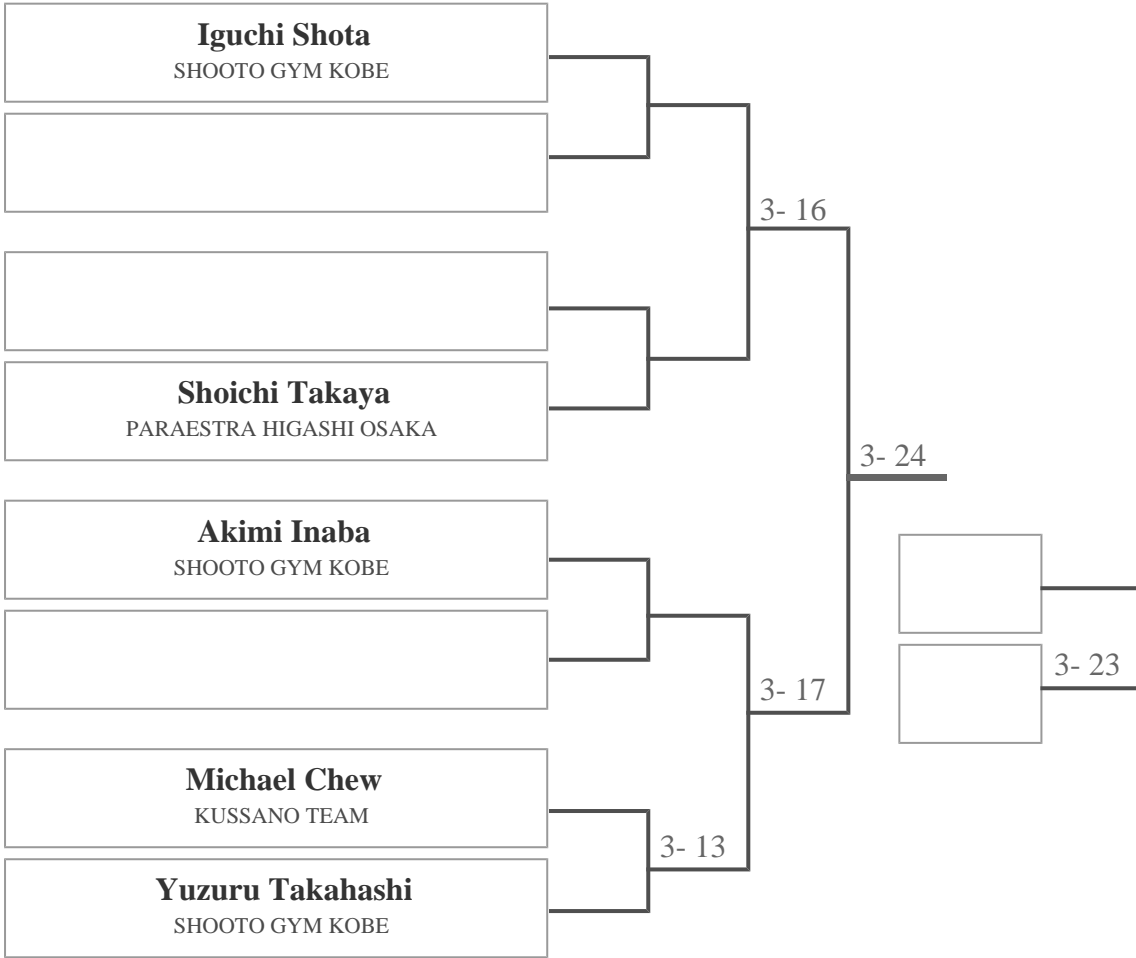 Iguchi Shota
SHOOTO GYM KOBE
3- 16
Shoichi Takaya
PARAESTRA HIGASHI OSAKA
3- 24
Akimi Inaba
SHOOTO GYM KOBE
3- 17
3- 23
Michael Chew
KUSSANO TEAM
3- 13
Yuzuru Takahashi
SHOOTO GYM KOBE